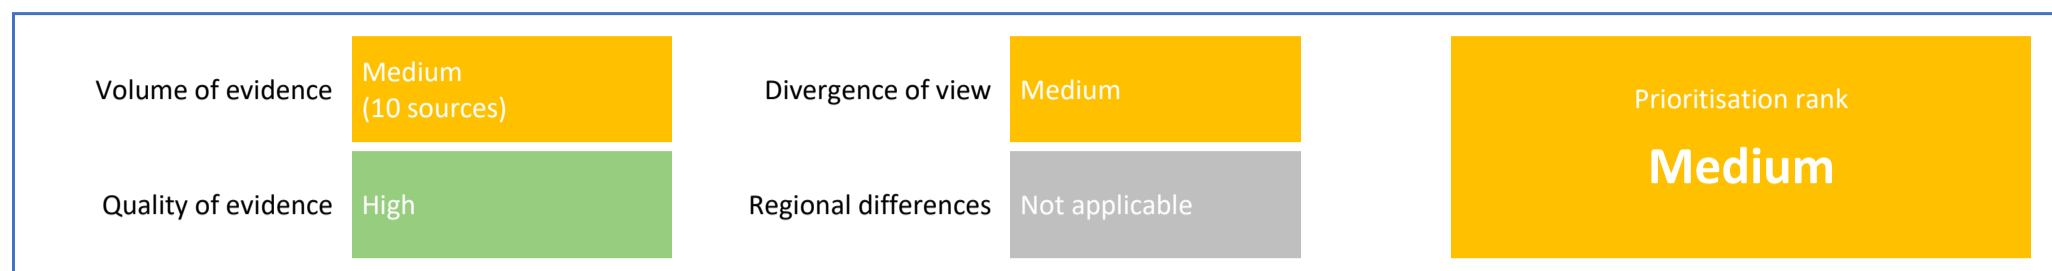 Volume of evidence
Medium
(10 sources)
Divergence of view
Medium
Prioritisation rank
Medium
Quality of evidence
High
Regional differences
Not applicable